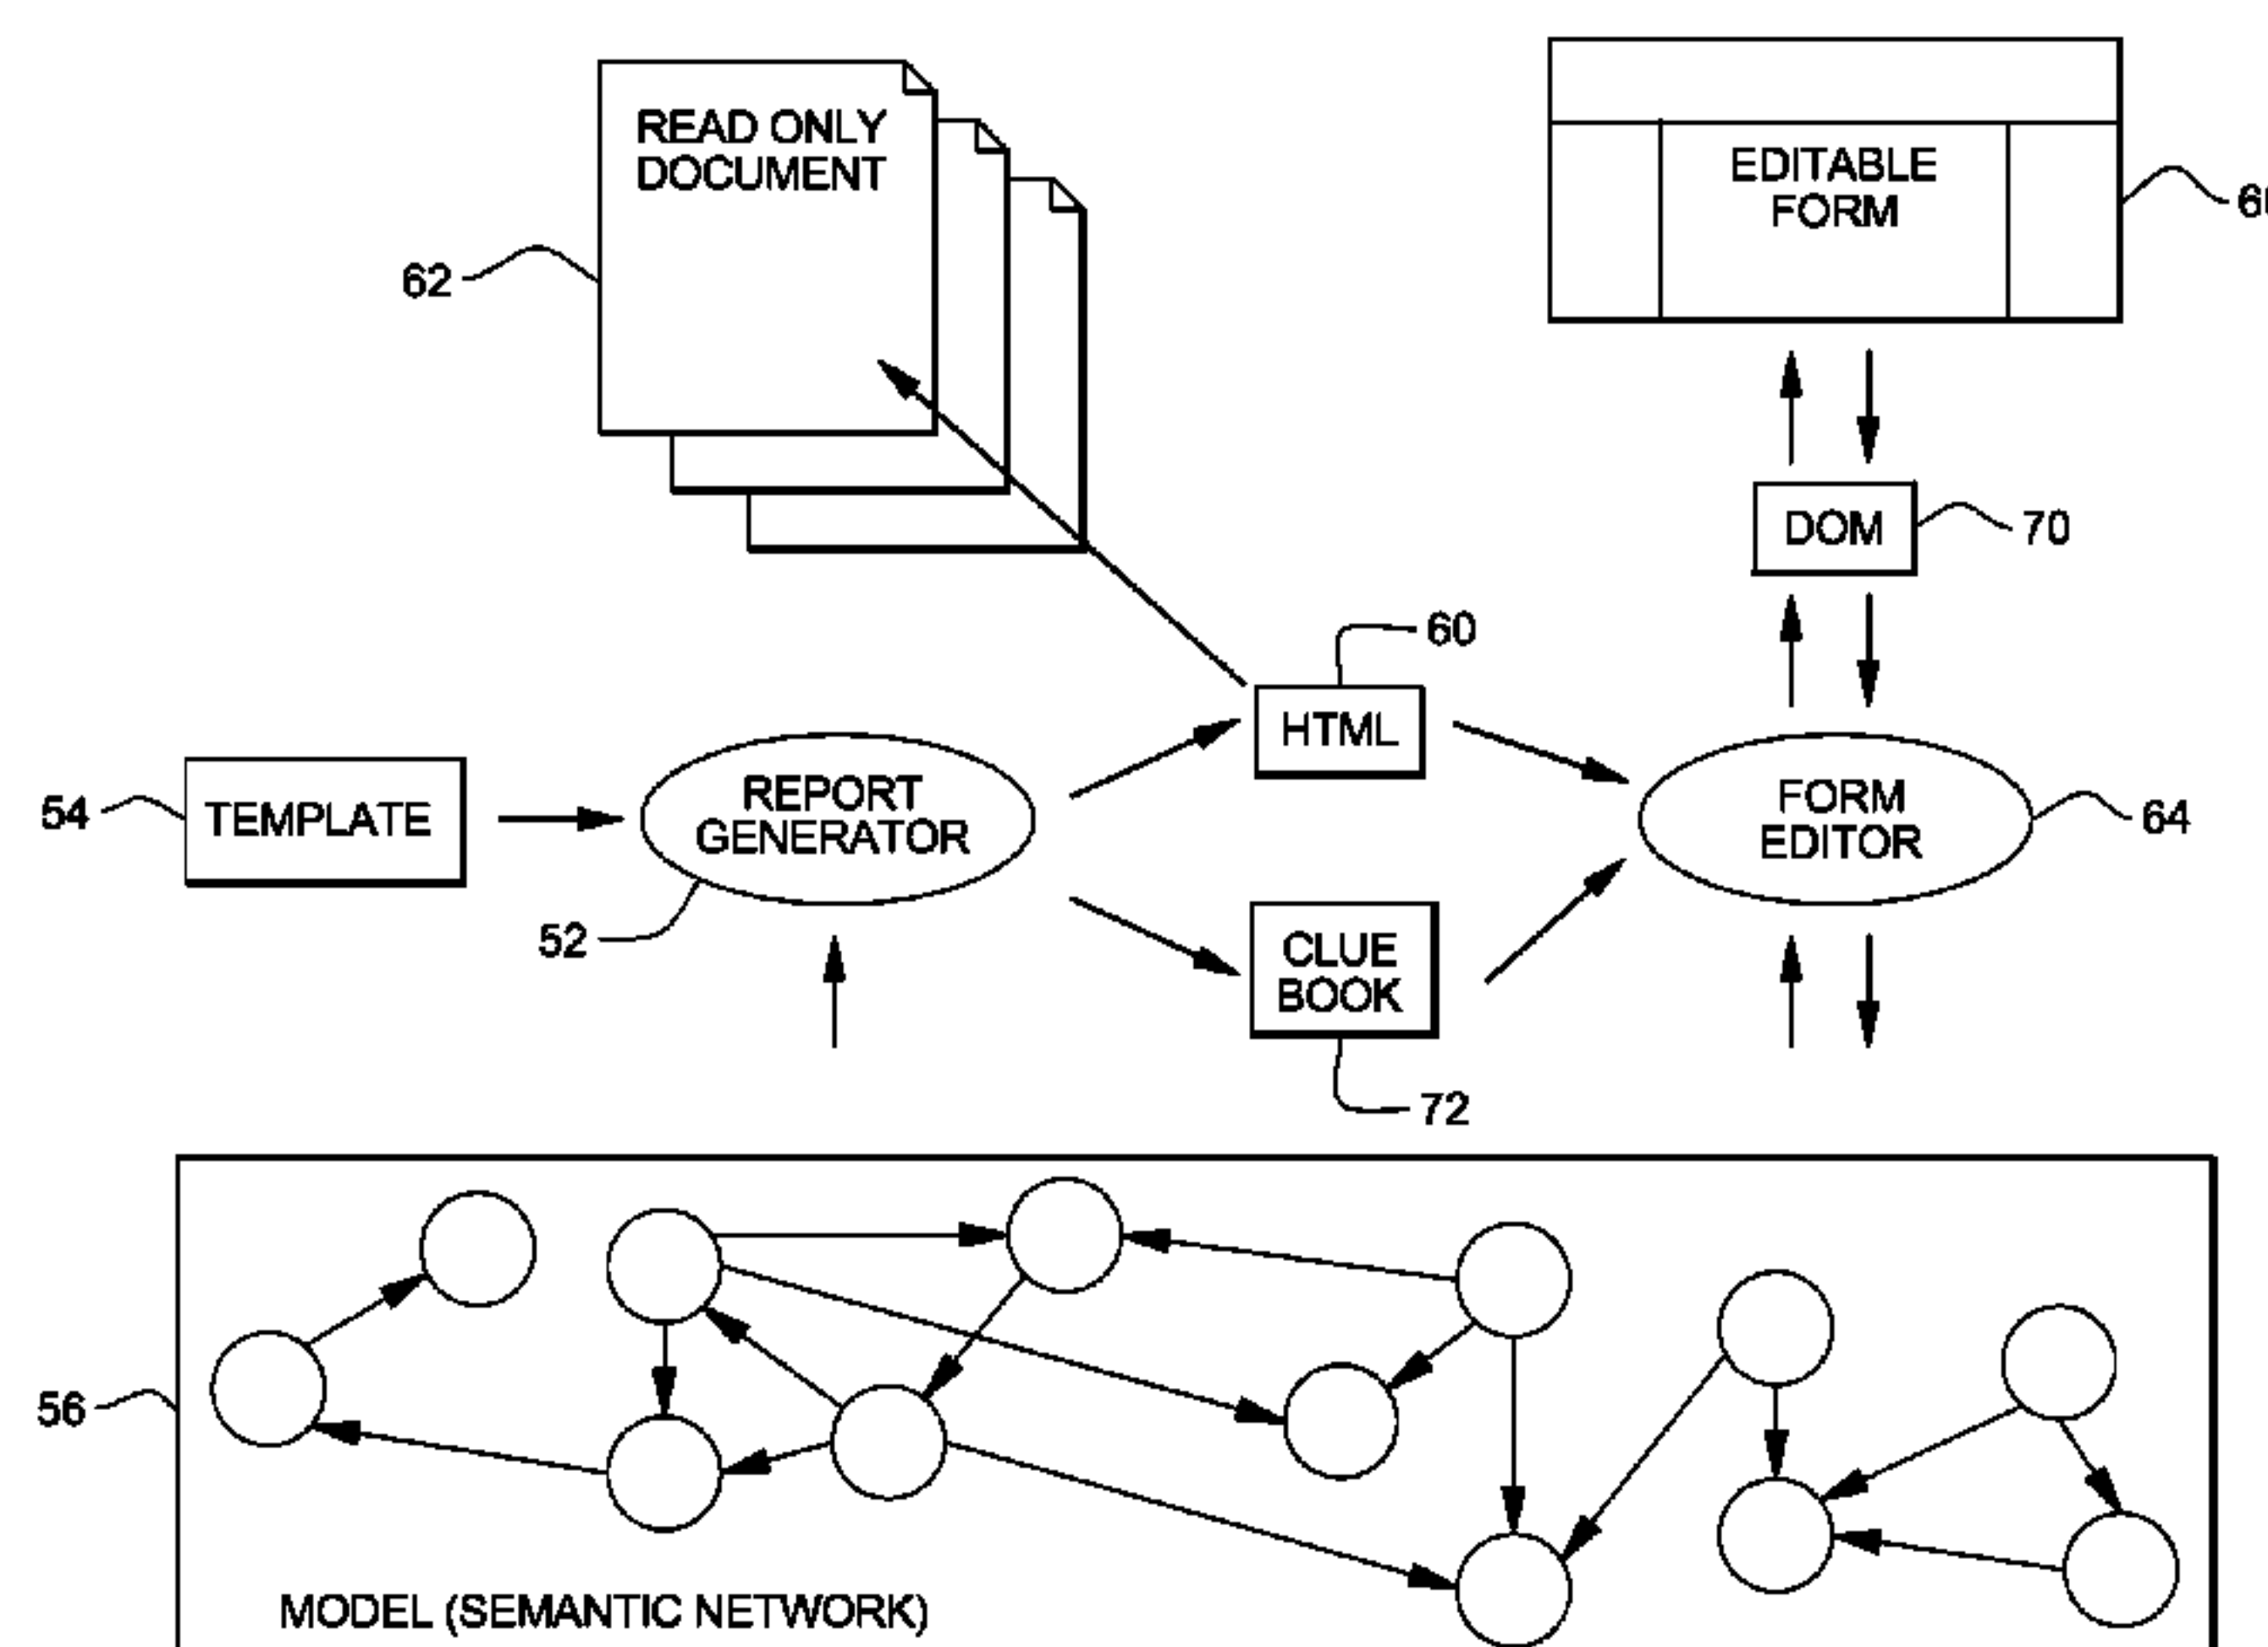 READ ONLY
DOCUMENT
EDITABLE
FORM
62
DOM
70
60
HTML
54
TEMPLATE
REPORT
GENERATOR
FORM
EDITOR
64
52
CLUE
BOOK
72
56
MODEL (SEMANTIC NETWORK)